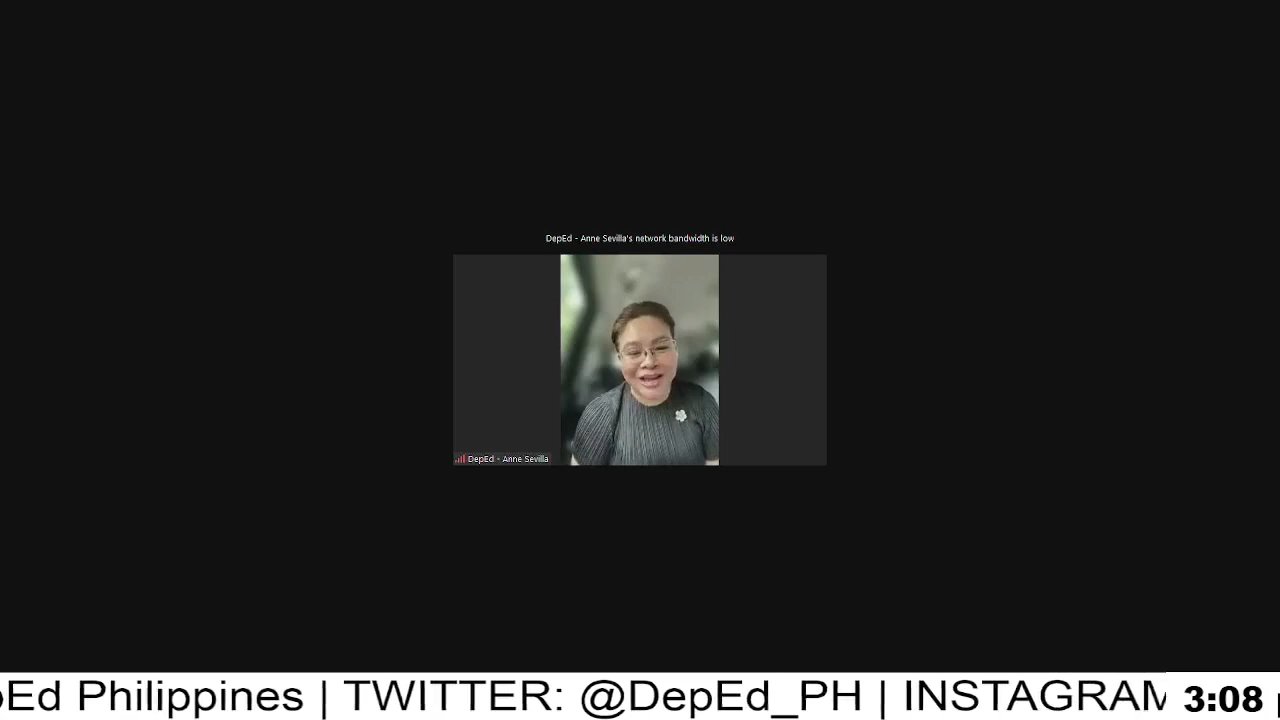 DepEd - Anne Sevilla's network bandwidth is low
DepEd - Anne Sevilla
Ed Philippines | TWITTER: @DepEd_PH | INSTAGRAM 3:08